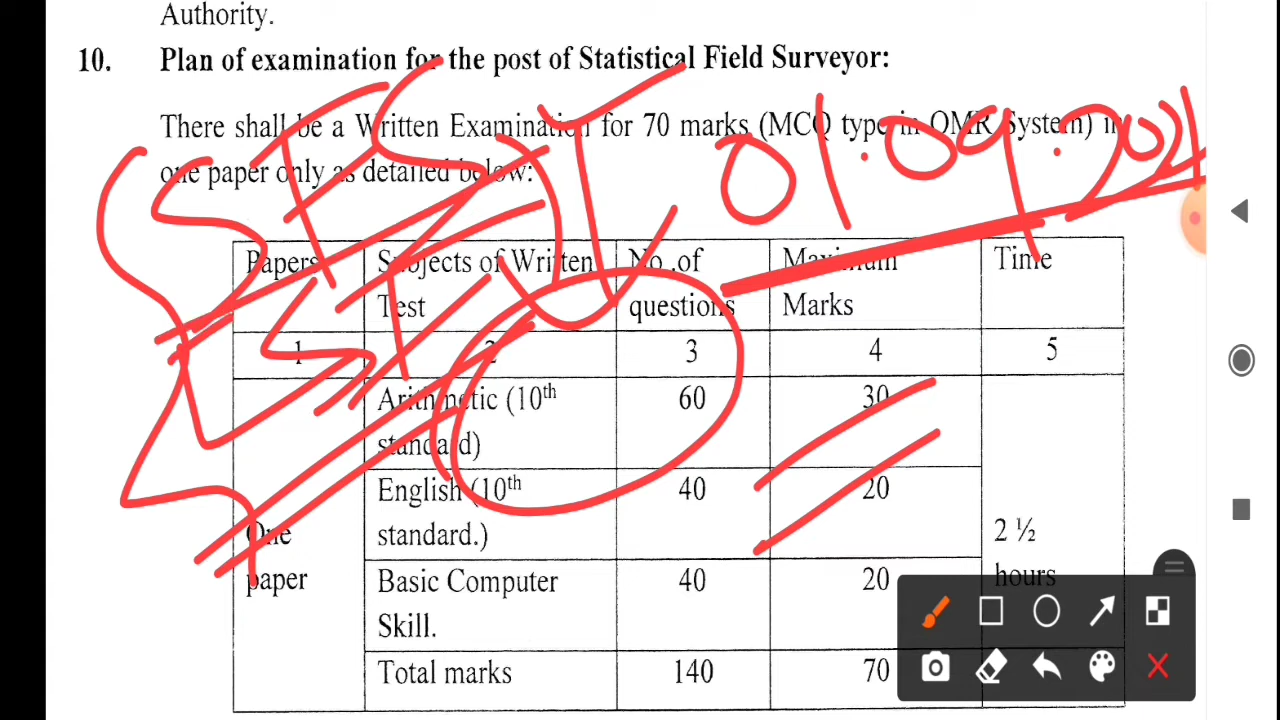 Authority.
10. Plan of examination for the post of Statistical Field Surveyor:
There shall be a Written Examination for 70 marks (MCQ type in OMR System) in
one paper only as detailed below:
01.09.2024
Papers Subjects of Written Test No. of questions Maximum Marks Time
1 2 3 4 5
One paper Arithmetic (10th standard) 60 30 2 ½ hours
English (10th standard.) 40 20
Basic Computer Skill. 40 20
Total marks 140 70